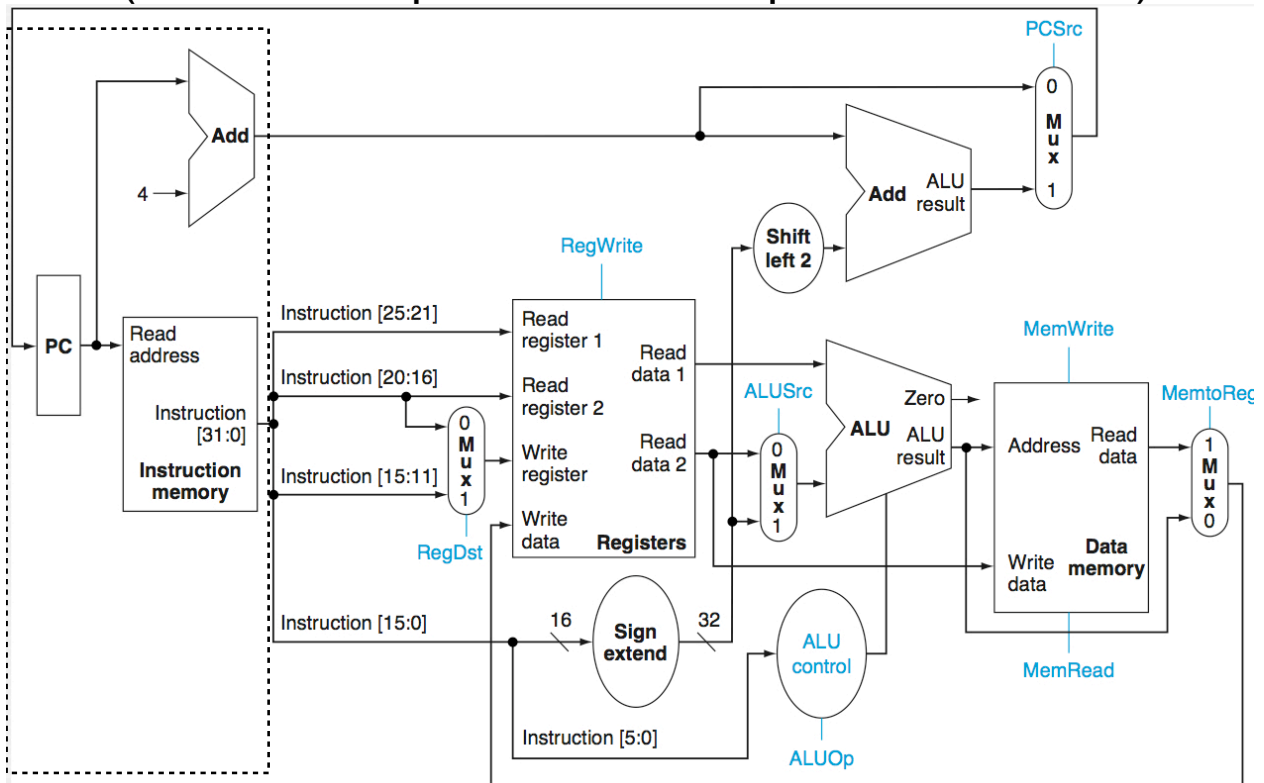 PCSrc
0
M
u
x
1
Add
4
Add
ALU
result
Shift
left 2
RegWrite
PC
Read
address
Instruction
[31:0]
Instruction
memory
Instruction [25:21]
Instruction [20:16]
Instruction [15:11]
0
M
u
x
1
RegDst
Read
register 1
Read
register 2
Write
register
Write
data
Read
data 1
Read
data 2
Registers
ALUSrc
0
M
u
x
1
Zero
ALU
ALU
result
MemWrite
Address
Read
data
Write
data
Data
memory
MemRead
MemtoReg
1
M
u
x
0
Instruction [15:0]
16
Sign
extend
32
ALU
control
Instruction [5:0]
ALUOp